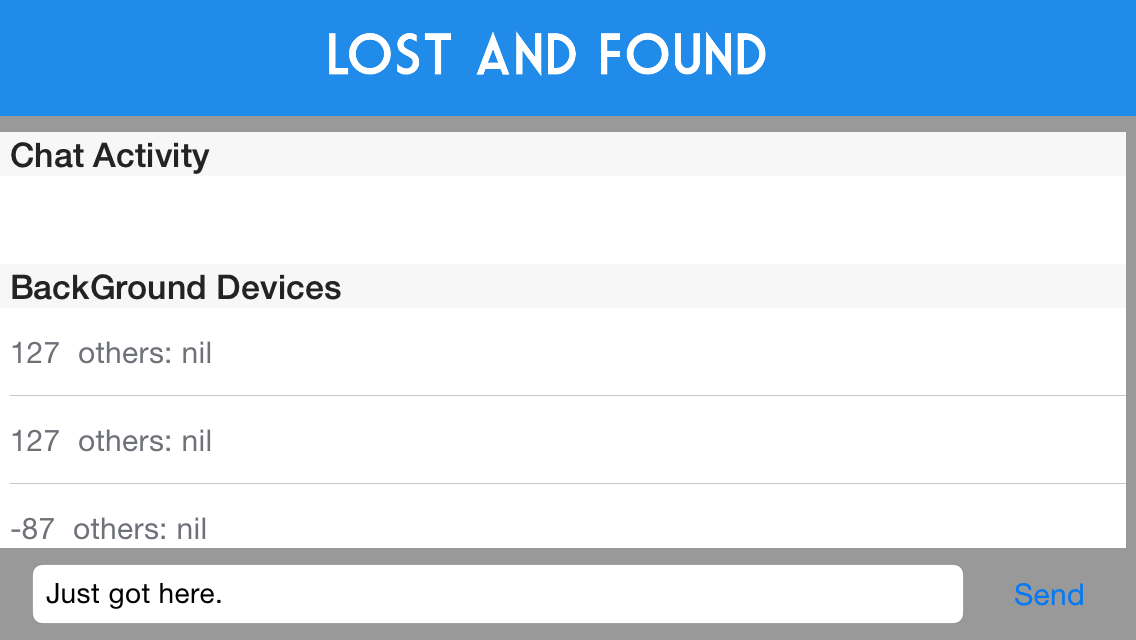 LOST AND FOUND
Chat Activity
BackGround Devices
127 others: nil
127 others: nil
-87 others: nil
Just got here.
Send